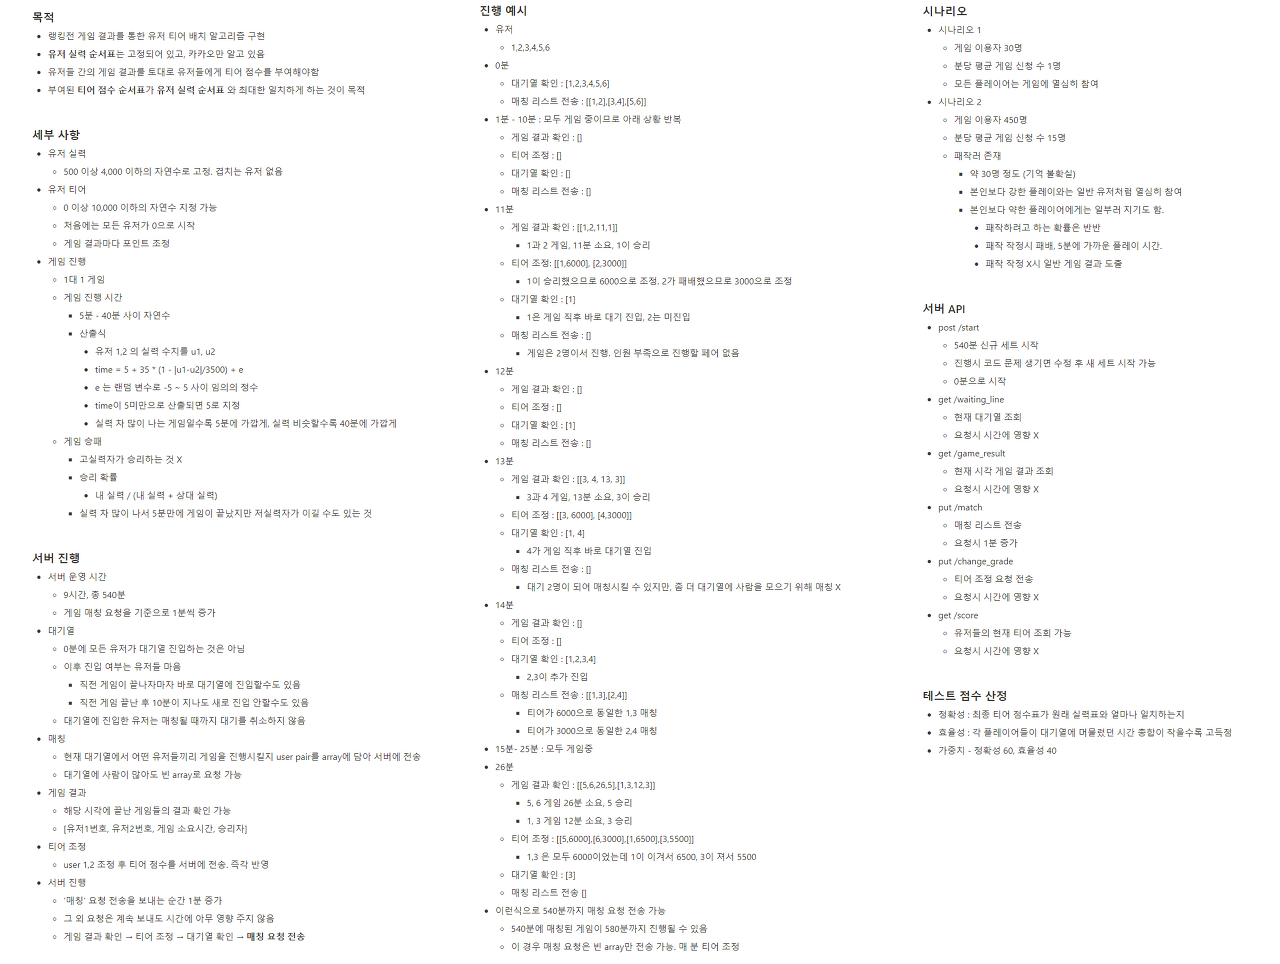 목적
랭킹전 게임 결과를 통한 유저 티어 배치 알고리즘 구현
유저 실력 순서표는 고정되어 있고, 카카오만 알고 있음
유저들 간의 게임 결과를 토대로 유저들에게 티어 점수를 부여해야함
부여된 티어 점수 순서표가 유저 실력 순서표 와 최대한 일치하게 하는 것이 목적
세부 사항
유저 실력
500 이상 4,000 이하의 자연수로 고정. 겹치는 유저 없음
유저 티어
0 이상 10,000 이하의 자연수 지정 가능
처음에는 모든 유저가 0으로 시작
게임 결과마다 포인트 조정
게임 진행
1대 1 게임
게임 진행 시간
5분 - 40분 사이 자연수
산출식
유저 1,2 의 실력 수치를 u1, u2
time = 5 + 35 * (1 - |u1-u2|/3500) + e
e 는 랜덤 변수로 -5 ~ 5 사이 임의의 정수
time이 5미만으로 산출되면 5로 지정
실력 차 많이 나는 게임일수록 5분에 가깝게, 실력 비슷할수록 40분에 가깝게
게임 승패
고실력자가 승리하는 것 X
승리 확률
내 실력 / (내 실력 + 상대 실력)
실력 차 많이 나서 5분만에 게임이 끝났지만 저실력자가 이길 수도 있는 것
서버 진행
서버 운영 시간
9시간, 총 540분
게임 매칭 요청을 기준으로 1분씩 증가
대기열
0분에 모든 유저가 대기열 진입하는 것은 아님
이후 진입 여부는 유저들 마음
직전 게임이 끝나자마자 바로 대기열에 진입할수도 있음
직전 게임 끝난 후 10분이 지나도 새로 진입 안할수도 있음
대기열에 진입한 유저는 매칭될 때까지 대기를 취소하지 않음
매칭
현재 대기열에서 어떤 유저들끼리 게임을 진행시킬지 user pair를 array에 담아 서버에 전송
대기열에 사람이 많아도 빈 array로 요청 가능
게임 결과
해당 시각에 끝난 게임들의 결과 확인 가능
[유저1번호, 유저2번호, 게임 소요시간, 승리자]
티어 조정
user 1,2 조정 후 티어 점수를 서버에 전송. 즉각 반영
서버 진행
'매칭' 요청 전송을 보내는 순간 1분 증가
그 외 요청은 계속 보내도 시간에 아무 영향 주지 않음
게임 결과 확인 → 티어 조정 → 대기열 확인 → 매칭 요청 전송
진행 예시
유저
1,2,3,4,5,6
0분
대기열 확인 : [1,2,3,4,5,6]
매칭 리스트 전송 : [[1,2],[3,4],[5,6]]
1분 - 10분 : 모두 게임 중이므로 아래 상황 반복
게임 결과 확인 : []
티어 조정 : []
대기열 확인 : []
매칭 리스트 전송 : []
11분
게임 결과 확인 : [[1,2,11,1]]
1과 2 게임, 11분 소요, 1이 승리
티어 조정: [[1,6000], [2,3000]]
1이 승리했으므로 6000으로 조정, 2가 패배했으므로 3000으로 조정
대기열 확인 : [1]
1은 게임 직후 바로 대기 진입, 2는 미진입
매칭 리스트 전송 : []
게임은 2명이서 진행. 인원 부족으로 진행할 페어 없음
12분
게임 결과 확인 : []
티어 조정 : []
대기열 확인 : [1]
매칭 리스트 전송 : []
13분
게임 결과 확인 : [[3, 4, 13, 3]]
3과 4 게임, 13분 소요, 3이 승리
티어 조정 : [[3, 6000], [4,3000]]
대기열 확인 : [1, 4]
4가 게임 직후 바로 대기열 진입
매칭 리스트 전송 : []
대기 2명이 되어 매칭시킬 수 있지만, 좀 더 대기열에 사람을 모으기 위해 매칭 X
14분
게임 결과 확인 : []
티어 조정 : []
대기열 확인 : [1,2,3,4]
2,3이 추가 진입
매칭 리스트 전송 : [[1,3],[2,4]]
티어가 6000으로 동일한 1,3 매칭
티어가 3000으로 동일한 2,4 매칭
15분- 25분 : 모두 게임중
26분
게임 결과 확인 : [[5,6,26,5],[1,3,12,3]]
5, 6 게임 26분 소요, 5 승리
1, 3 게임 12분 소요, 3 승리
티어 조정 : [[5,6000],[6,3000],[1,6500],[3,5500]]
1,3 은 모두 6000이었는데 1이 이겨서 6500, 3이 져서 5500
대기열 확인 : [3]
매칭 리스트 전송 []
이런식으로 540분까지 매칭 요청 전송 가능
540분에 매칭된 게임이 580분까지 진행될 수 있음
이 경우 매칭 요청은 빈 array만 전송 가능. 매 분 티어 조정
시나리오
시나리오 1
게임 이용자 30명
분당 평균 게임 신청 수 1명
모든 플레이어는 게임에 열심히 참여
시나리오 2
게임 이용자 450명
분당 평균 게임 신청 수 15명
패작러 존재
약 30명 정도 (기억 불확실)
본인보다 강한 플레이와는 일반 유저처럼 열심히 참여
본인보다 약한 플레이어에게는 일부러 지기도 함.
패작하려고 하는 확률은 반반
패작 작정시 패배, 5분에 가까운 플레이 시간.
패작 작정 X시 일반 게임 결과 도출
서버 API
post /start
540분 신규 세트 시작
진행시 코드 문제 생기면 수정 후 새 세트 시작 가능
0분으로 시작
get /waiting_line
현재 대기열 조회
요청시 시간에 영향 X
get /game_result
현재 시각 게임 결과 조회
요청시 시간에 영향 X
put /match
매칭 리스트 전송
요청시 1분 증가
put /change_grade
티어 조정 요청 전송
요청시 시간에 영향 X
get /score
유저들의 현재 티어 조회 가능
요청시 시간에 영향 X
테스트 점수 산정
정확성 : 최종 티어 점수표가 원래 실력표와 얼마나 일치하는지
효율성 : 각 플레이어들이 대기열에 머물렀던 시간 총합이 작을수록 고득점
가중치 - 정확성 60, 효율성 40